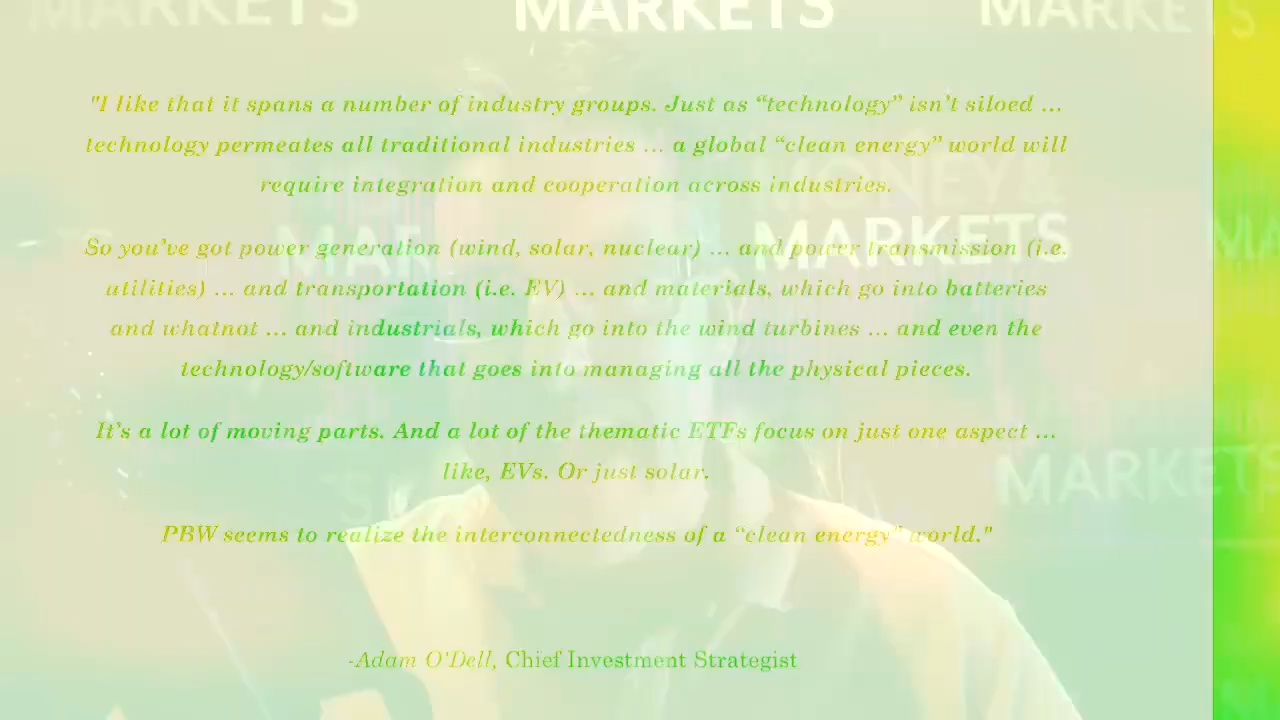 MARKETS MARKETS MARKETS
"I like that it spans a number of industry groups. Just as “technology” isn’t siloed ...
technology permeates all traditional industries ... a global “clean energy” world will
require integration and cooperation across industries.
MONEY &
MARKETS
So you’ve got power generation (wind, solar, nuclear) ... and power transmission (i.e.
utilities) ... and transportation (i.e. EV) ... and materials, which go into batteries
and whatnot ... and industrials, which go into the wind turbines ... and even the
technology/software that goes into managing all the physical pieces.
It’s a lot of moving parts. And a lot of the thematic ETFs focus on just one aspect ...
like, EVs. Or just solar.
MARKETS
PBW seems to realize the interconnectedness of a “clean energy” world."
-Adam O'Dell, Chief Investment Strategist